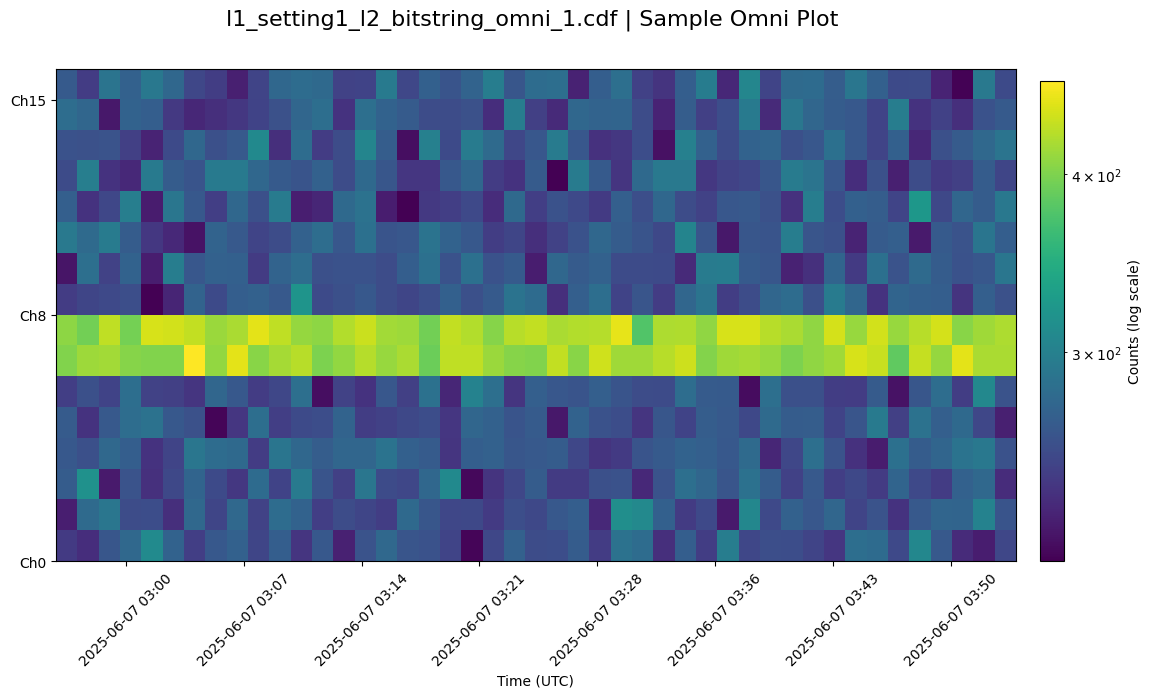 l1_setting1_l2_bitstring_omni_1.cdf | Sample Omni Plot
Ch15
Ch8
Ch0
4 × 10²
3 × 10²
Counts (log scale)
2025-06-07 03:00
2025-06-07 03:07
2025-06-07 03:14
2025-06-07 03:21
2025-06-07 03:28
2025-06-07 03:36
2025-06-07 03:43
2025-06-07 03:50
Time (UTC)